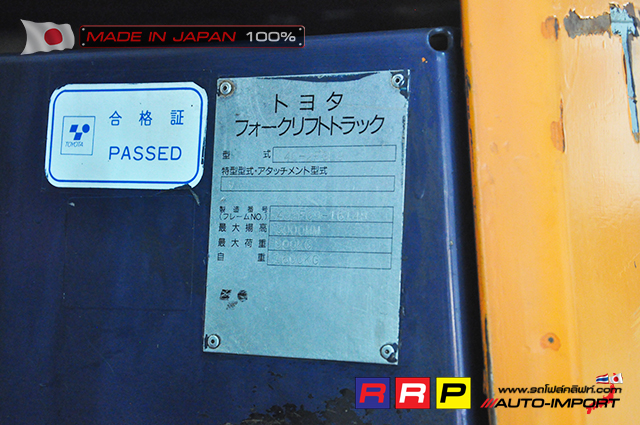 MADE IN JAPAN 100%
合格証
TOYOTA
PASSED
トヨタ
フォークリフトトラック
型式
特型型式・アタッチメント型式
製造番号
(フレームNO.)
最大揚高 3000MM
最大荷重
自重
RRP
www.รถโฟล์คลิฟท์.com
AUTO-IMPORT